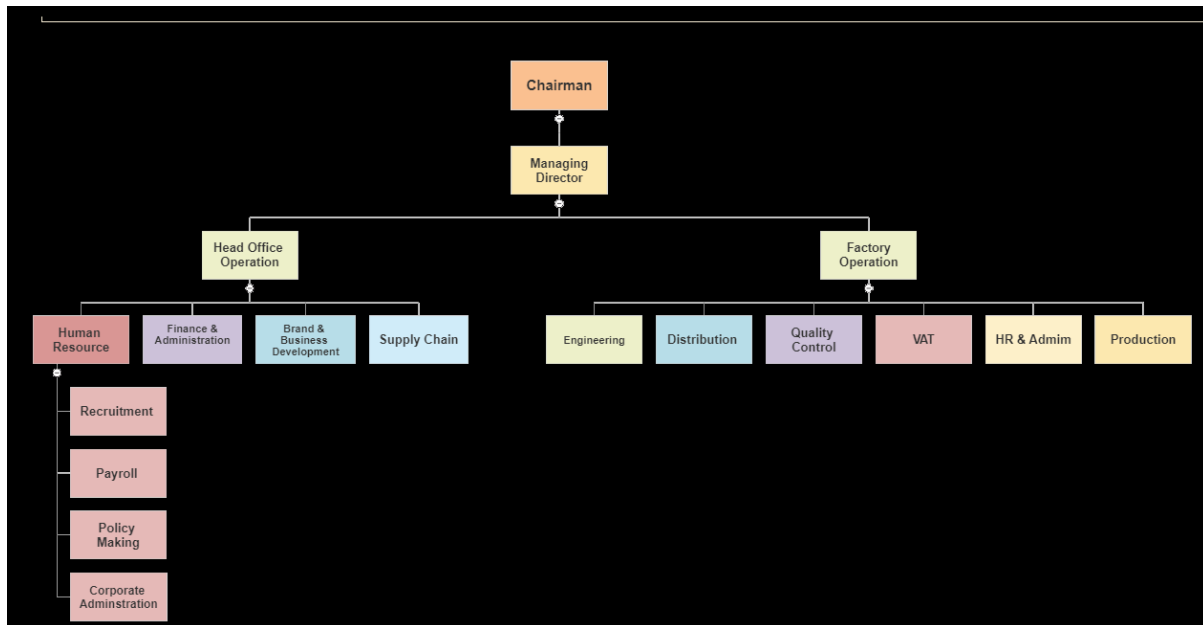 Chairman
Managing
Director
Head Office
Operation
Factory
Operation
Human
Resource
Finance &
Administration
Brand &
Business
Development
Supply Chain
Engineering
Distribution
Quality
Control
VAT
HR & Admim
Production
Recruitment
Payroll
Policy
Making
Corporate
Adminstration